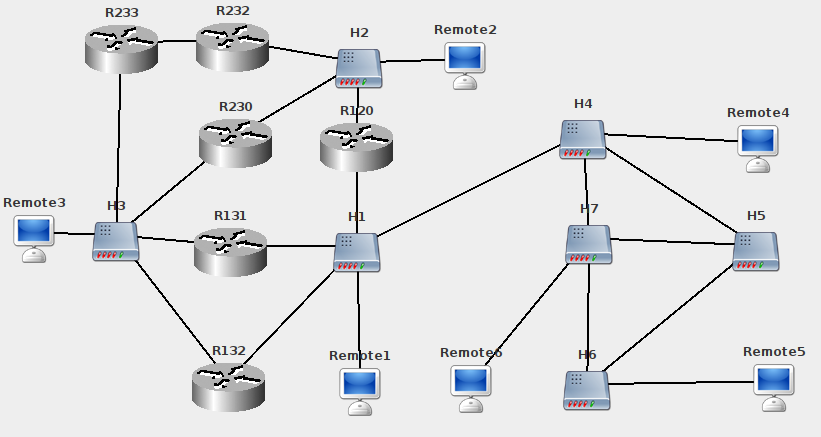 R233
R232
H2
Remote2
R230
R120
H4
Remote4
Remote3
H3
R131
H1
H7
H5
R132
Remote1
Remote6
H6
Remote5